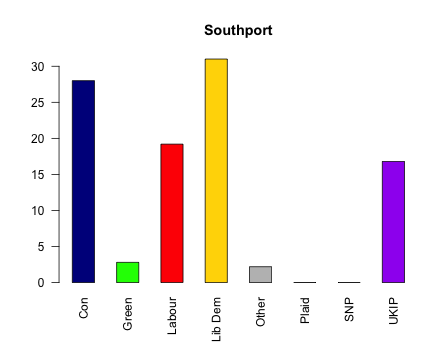 Southport
30
25
20
15
10
5
0
Con
Green
Labour
Lib Dem
Other
Plaid
SNP
UKIP